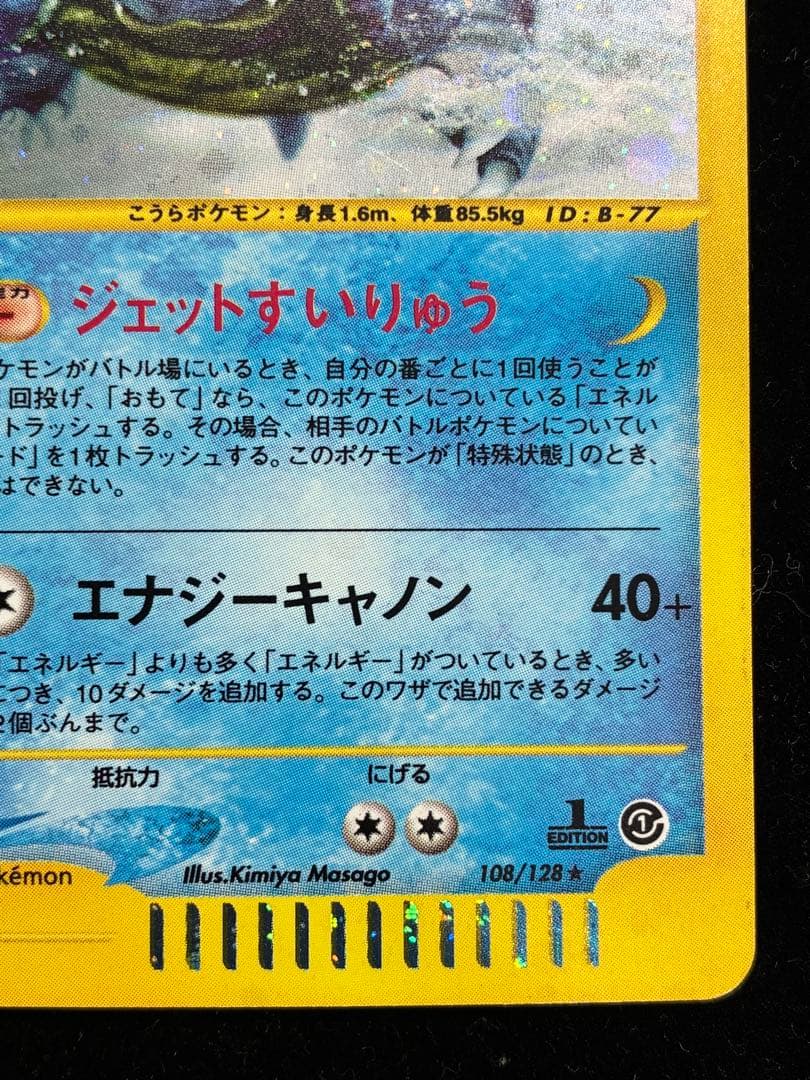 こうらポケモン：身長1.6m、体重85.5kg ID:B-77
力 ジェットすいりゅう
ケモンがバトル場にいるとき、自分の番ごとに1回使うことが
回投げ、「おもて」なら、このポケモンについている「エネル
トラッシュする。その場合、相手のバトルポケモンについてい
ード」を1枚トラッシュする。このポケモンが「特殊状態」のとき、
はできない。
エナジーキャノン 40+
「エネルギー」よりも多く「エネルギー」がついているとき、多い
につき、10ダメージを追加する。このワザで追加できるダメージ
2個ぶんまで。
抵抗力 にげる
1 EDITION 1
kémon Illus.Kimiya Masago 108/128★